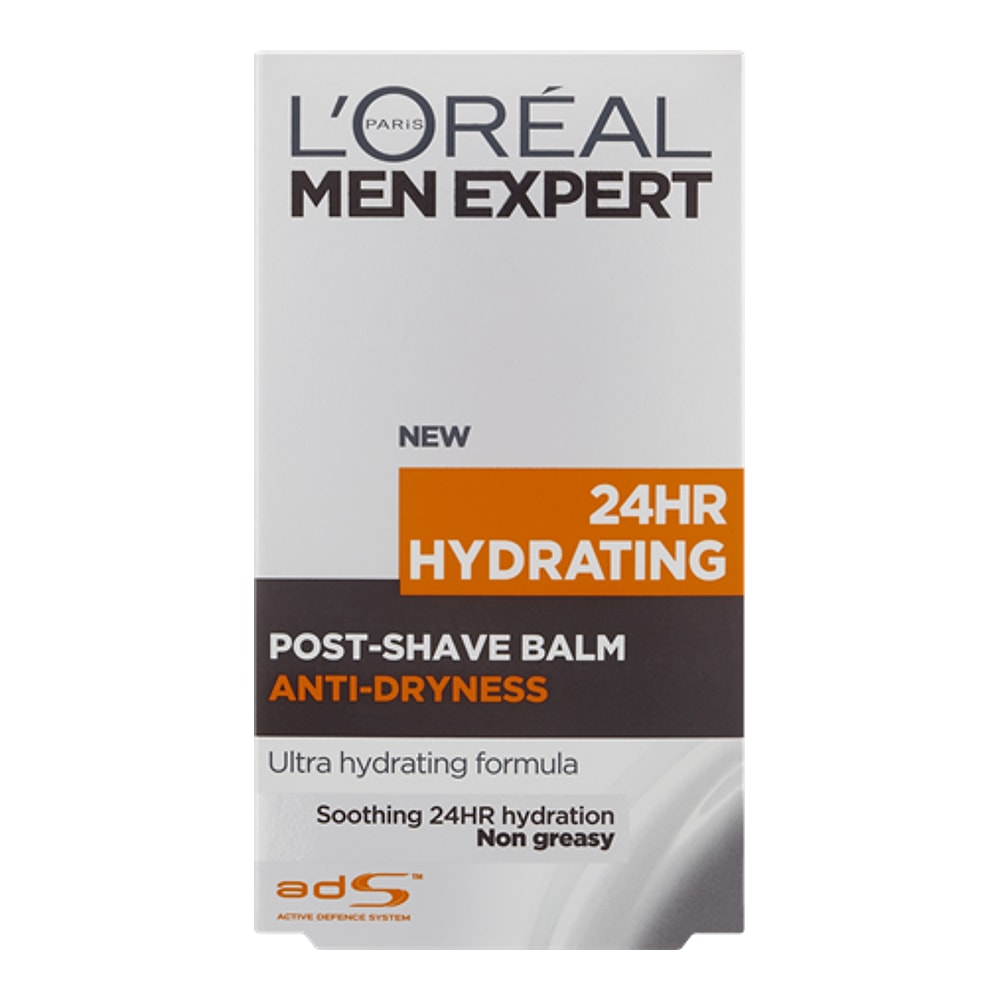 L'ORÉAL
PARiS
MEN EXPERT
NEW
24HR
HYDRATING
POST-SHAVE BALM
ANTI-DRYNESS
Ultra hydrating formula
Soothing 24HR hydration
Non greasy
adS™
ACTIVE DEFENCE SYSTEM